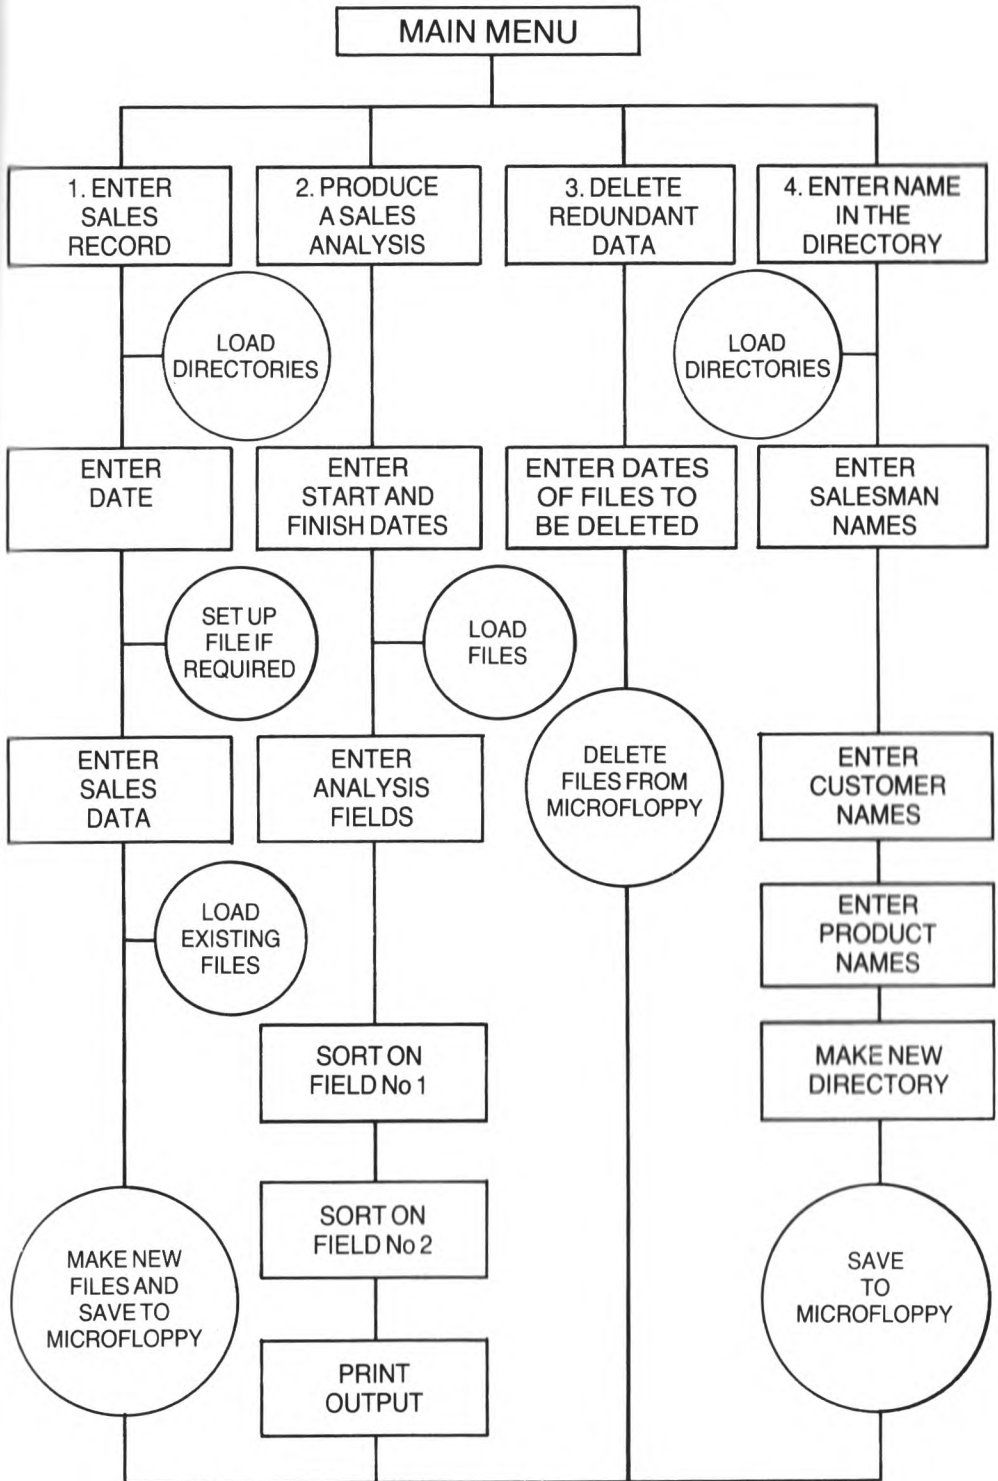 MAIN MENU
1. ENTER
SALES
RECORD
2. PRODUCE
A SALES
ANALYSIS
3. DELETE
REDUNDANT
DATA
4. ENTER NAME
IN THE
DIRECTORY
LOAD
DIRECTORIES
LOAD
DIRECTORIES
ENTER
DATE
ENTER
START AND
FINISH DATES
ENTER DATES
OF FILES TO
BE DELETED
ENTER
SALESMAN
NAMES
SET UP
FILE IF
REQUIRED
LOAD
FILES
ENTER
SALES
DATA
ENTER
ANALYSIS
FIELDS
DELETE
FILES FROM
MICROFLOPPY
ENTER
CUSTOMER
NAMES
LOAD
EXISTING
FILES
ENTER
PRODUCT
NAMES
SORT ON
FIELD No 1
MAKE NEW
DIRECTORY
SORT ON
FIELD No 2
MAKE NEW
FILES AND
SAVE TO
MICROFLOPPY
SAVE
TO
MICROFLOPPY
PRINT
OUTPUT